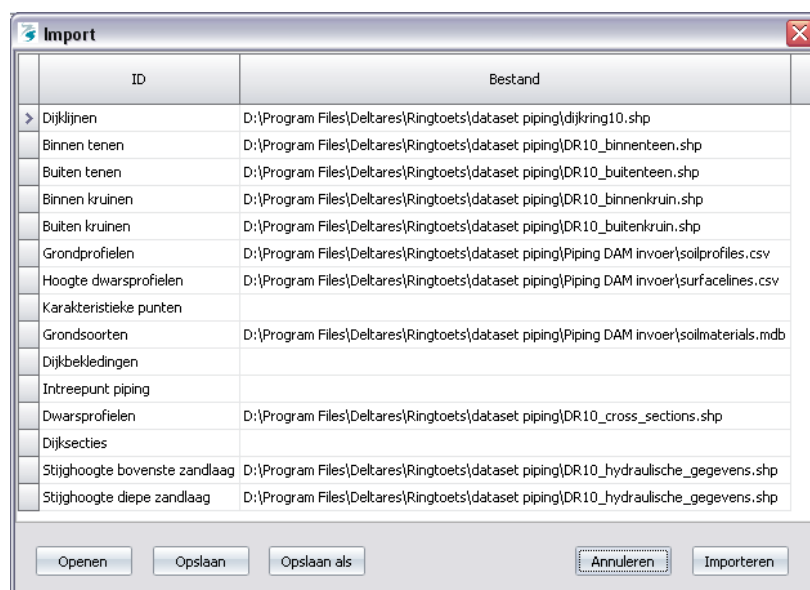 Import
ID Bestand
Dijklijnen D:\Program Files\Deltares\Ringtoets\dataset piping\dijkring10.shp
Binnen tenen D:\Program Files\Deltares\Ringtoets\dataset piping\DR10_binnenteen.shp
Buiten tenen D:\Program Files\Deltares\Ringtoets\dataset piping\DR10_buitenteen.shp
Binnen kruinen D:\Program Files\Deltares\Ringtoets\dataset piping\DR10_binnenkruin.shp
Buiten kruinen D:\Program Files\Deltares\Ringtoets\dataset piping\DR10_buitenkruin.shp
Grondprofielen D:\Program Files\Deltares\Ringtoets\dataset piping\Piping DAM invoer\soilprofiles.csv
Hoogte dwarsprofielen D:\Program Files\Deltares\Ringtoets\dataset piping\Piping DAM invoer\surfacelines.csv
Karakteristieke punten
Grondsoorten D:\Program Files\Deltares\Ringtoets\dataset piping\Piping DAM invoer\soilmaterials.mdb
Dijkbekledingen
Intreepunt piping
Dwarsprofielen D:\Program Files\Deltares\Ringtoets\dataset piping\DR10_cross_sections.shp
Dijksecties
Stijghoogte bovenste zandlaag D:\Program Files\Deltares\Ringtoets\dataset piping\DR10_hydraulische_gegevens.shp
Stijghoogte diepe zandlaag D:\Program Files\Deltares\Ringtoets\dataset piping\DR10_hydraulische_gegevens.shp
Openen Opslaan Opslaan als Annuleren Importeren